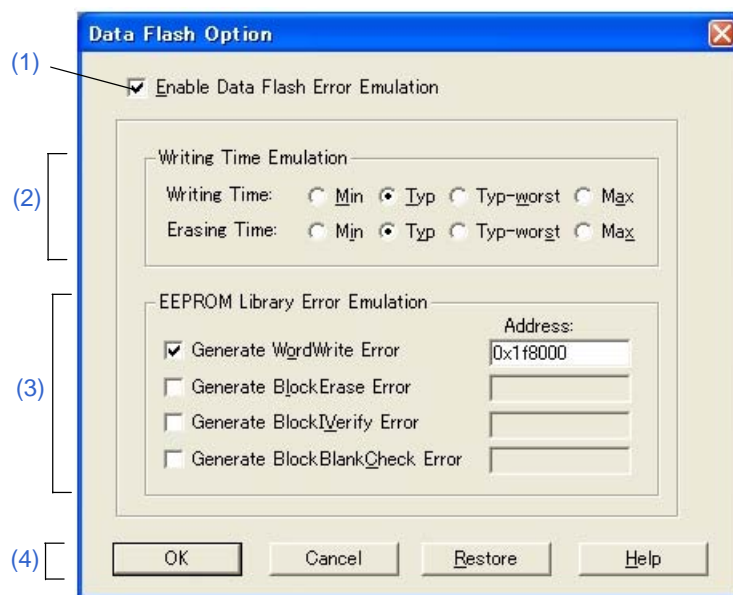 Data Flash Option
(1)
Enable Data Flash Error Emulation
Writing Time Emulation
(2)
Writing Time: Min Typ Typ-worst Max
Erasing Time: Min Typ Typ-worst Max
EEPROM Library Error Emulation
Address:
Generate WordWrite Error 0x1f8000
(3)
Generate BlockErase Error
Generate BlockIVerify Error
Generate BlockBlankCheck Error
(4) OK Cancel Restore Help